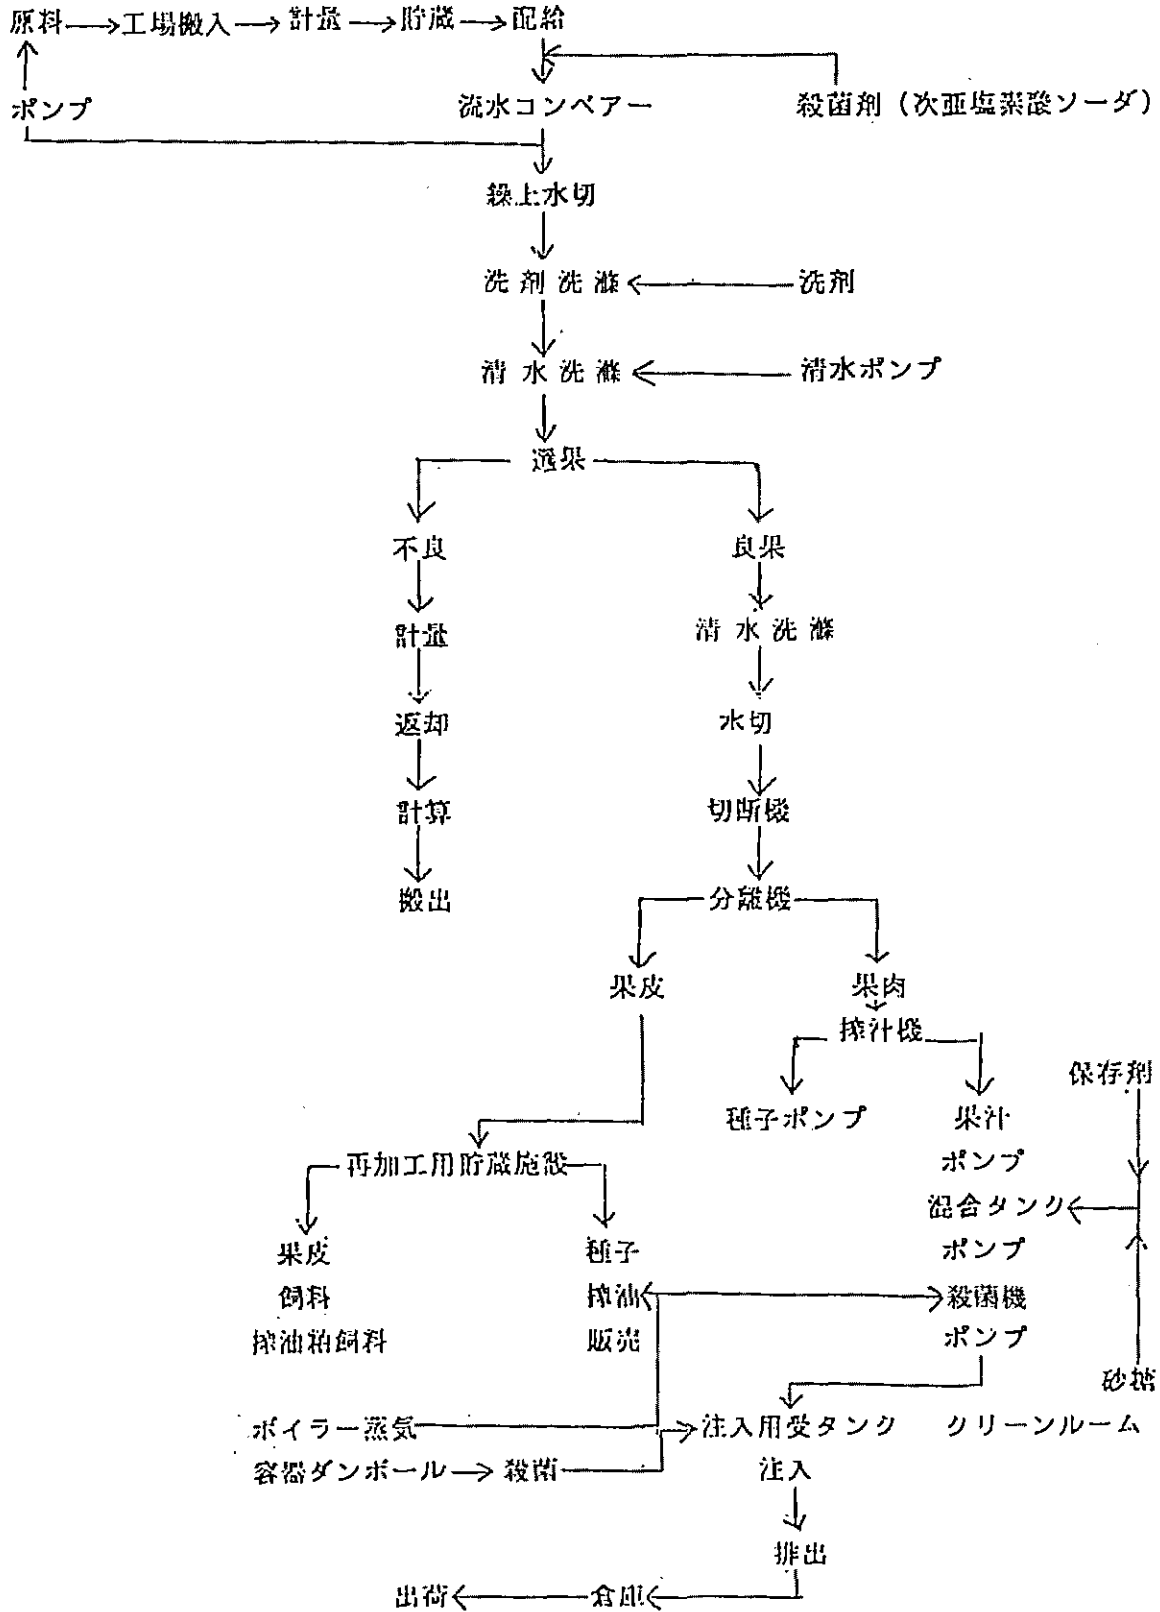 原料→工場搬入→計量→貯蔵→配給
ポンプ 流水コンベアー 殺菌剤（次亜塩素酸ソーダ）
繰上水切
洗剤洗滌 洗剤
清水洗滌 清水ポンプ
選果
不良 良果
計量 清水洗滌
返却 水切
計算 切断機
搬出 分離機
果皮 果肉
搾汁機
保存剤
種子ポンプ 果汁
ポンプ
再加工用貯蔵施設
混合タンク
果皮 種子 ポンプ
飼料 搾油 殺菌機
搾油粕飼料 販売 ポンプ
砂糖
ボイラー蒸気 注入用受タンク クリーンルーム
容器ダンボール→殺菌 注入
排出
出荷 倉庫